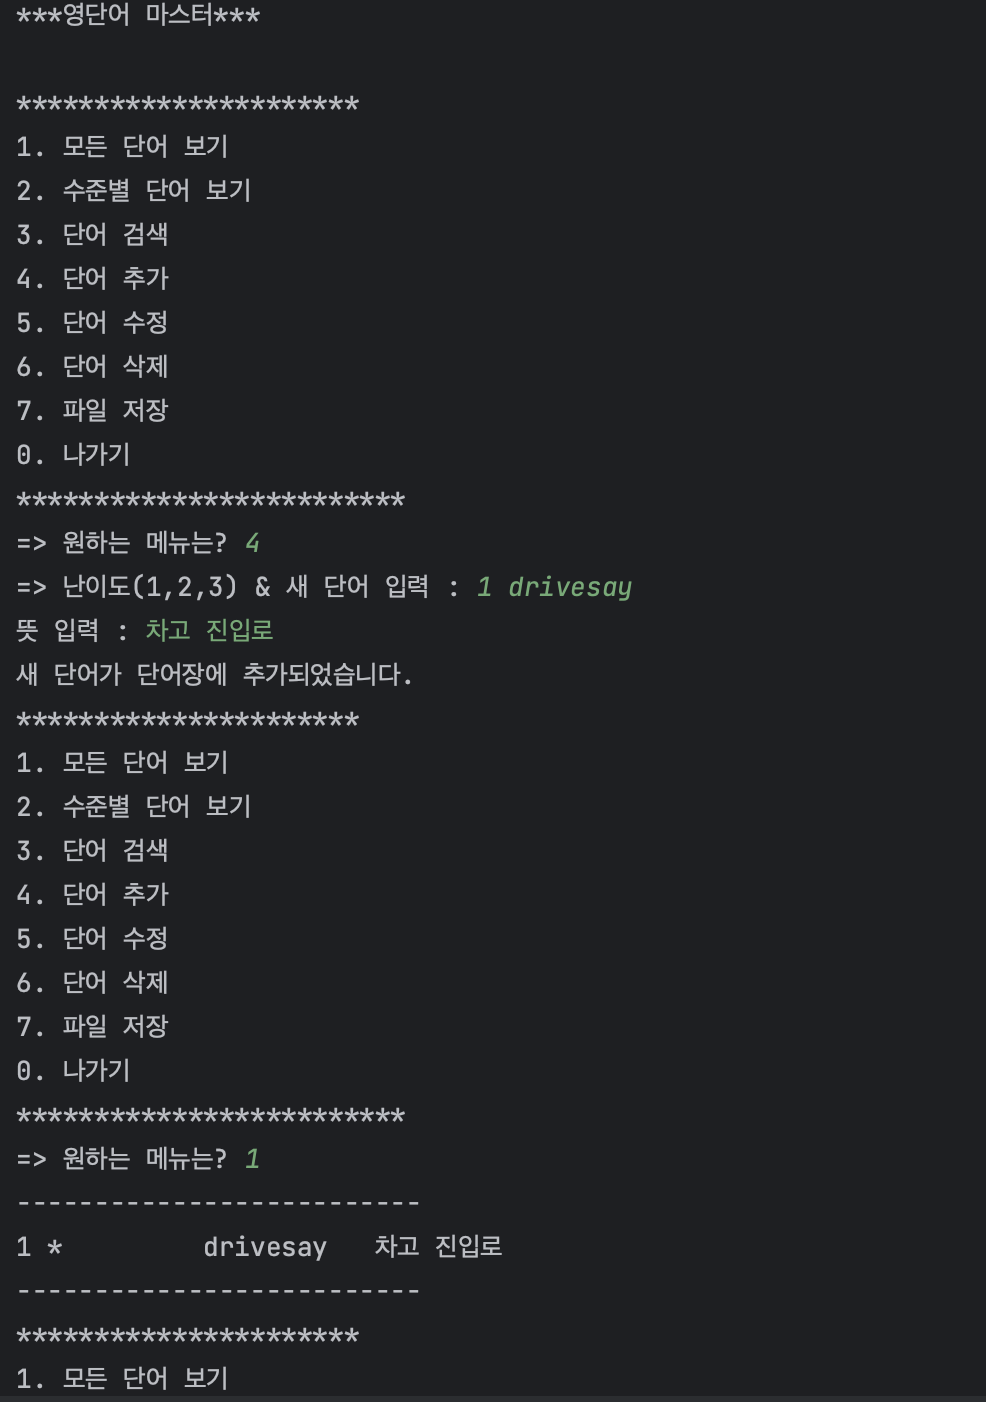 ***영단어 마스터***
**********************
1. 모든 단어 보기
2. 수준별 단어 보기
3. 단어 검색
4. 단어 추가
5. 단어 수정
6. 단어 삭제
7. 파일 저장
0. 나가기
*************************
=> 원하는 메뉴는? 4
=> 난이도(1,2,3) & 새 단어 입력 : 1 drivesay
뜻 입력 : 차고 진입로
새 단어가 단어장에 추가되었습니다.
**********************
1. 모든 단어 보기
2. 수준별 단어 보기
3. 단어 검색
4. 단어 추가
5. 단어 수정
6. 단어 삭제
7. 파일 저장
0. 나가기
*************************
=> 원하는 메뉴는? 1
--------------------------
1 *         drivesay   차고 진입로
--------------------------
**********************
1. 모든 단어 보기